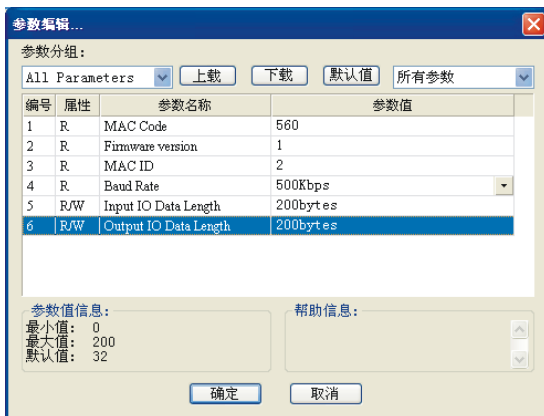 参数编辑...
参数分组:
All Parameters 上载 下载 默认值 所有参数
编号 属性 参数名称 参数值
1 R MAC Code 560
2 R Firmware version 1
3 R MAC ID 2
4 R Baud Rate 500Kbps
5 R/W Input IO Data Length 200bytes
6 R/W Output IO Data Length 200bytes
参数值信息: 帮助信息:
最小值: 0
最大值: 200
默认值: 32
确定 取消